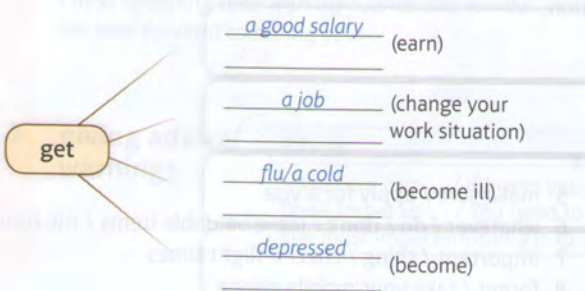 a good salary (earn)
get
a job (change your
work situation)
flu/a cold (become ill)
depressed (become)